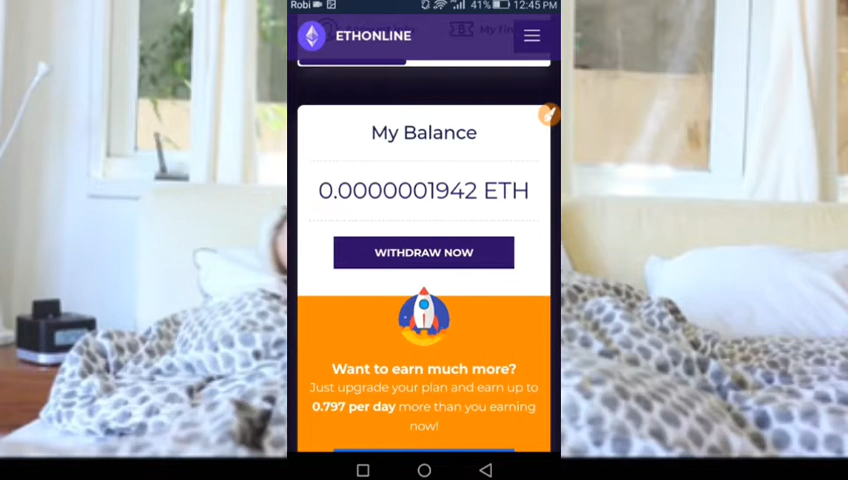 Robi 41% 12:45 PM
ETHONLINE
My Balance
0.0000001942 ETH
WITHDRAW NOW
Want to earn much more?
Just upgrade your plan and earn up to
0.797 per day more than you earning
now!